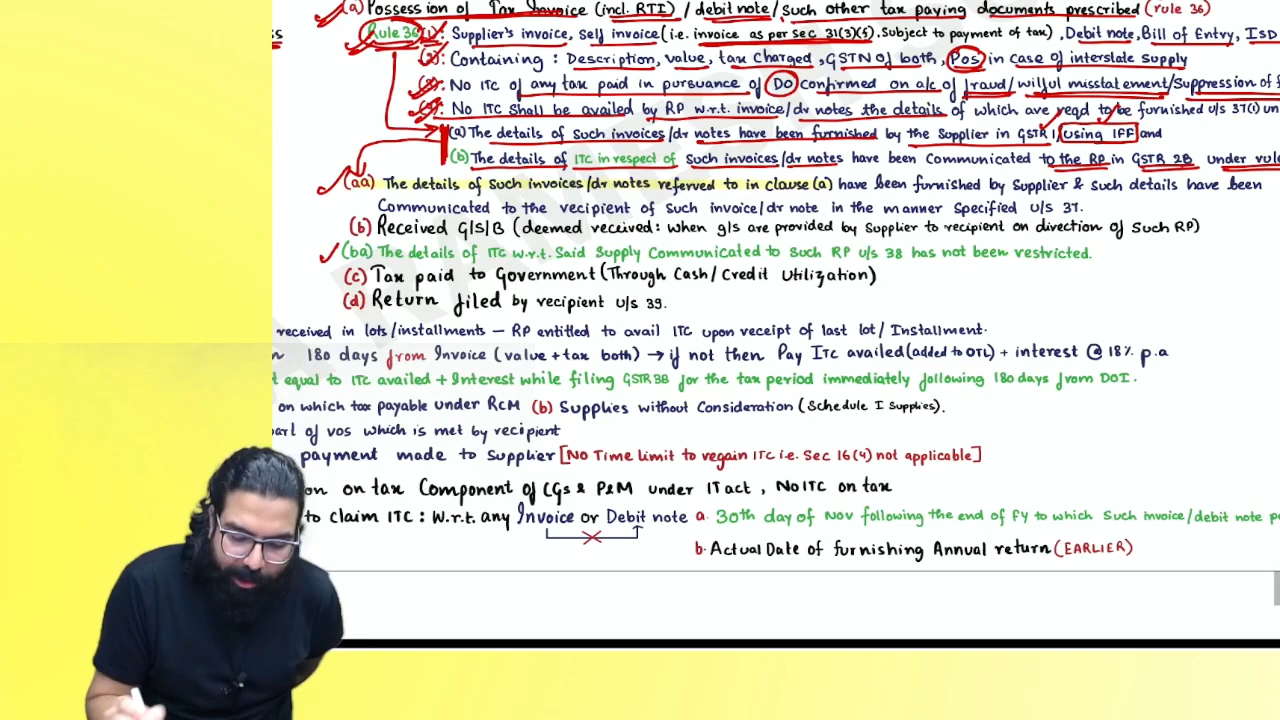 (a) Possession of Tax Invoice (incl. RTI) / debit note / such other tax paying documents prescribed (rule 36)
ss
Rule 36 (1): Supplier's invoice, Self invoice (i.e. invoice as per Sec 31(3)(f). Subject to payment of tax), Debit note, Bill of Entry, ISD
(2): Containing : Description, value, tax charged, GSTN of both, Pos in case of interstate supply
(3): No ITC of any tax paid in pursuance of DO confirmed on a/c of fraud/ wilful misstatement/Suppression of f
(4): No ITC Shall be availed by RP w.r.t. invoice/ dr notes the details of which are reqd to be furnished u/s 37(1) un
(a) The details of such invoices/dr notes have been furnished by the Supplier in GSTR 1/using IFF and
(b) The details of ITC in respect of such invoices/dr notes have been Communicated to the RP in GSTR 2B under rul
(aa) The details of such invoices/dr notes referred to in clause (a) have been furnished by Supplier & such details have been
Communicated to the recipient of such invoice/dr note in the manner specified u/s 37.
(b) Received G/S/B (deemed received: when g/s are provided by Supplier to recipient on direction of Such RP)
(ba) The details of ITC w.r.t. Said Supply Communicated to Such RP u/s 38 has not been restricted.
(c) Tax paid to Government (Through Cash/ Credit Utilization)
(d) Return filed by recipient u/s 39.
received in lots/installments – RP entitled to avail ITC upon receipt of last lot/ Installment.
n 180 days from Invoice (value + tax both) → if not then Pay ITC availed (added to OTL) + interest @ 18% p.a
t equal to ITC availed + Interest while filing GSTR 3B for the tax period immediately following 180 days from DOI.
on which tax payable under RCM (b) Supplies without Consideration (Schedule I Supplies).
part of vos which is met by recipient
payment made to Supplier [No Time limit to regain ITC i.e. Sec 16(4) not applicable]
on on tax Component of CGs & P&M under IT act, No ITC on tax
to claim ITC : W.r.t. any Invoice or Debit note a. 30th day of Nov following the end of FY to which Such invoice/debit note p
b. Actual Date of furnishing Annual return (EARLIER)